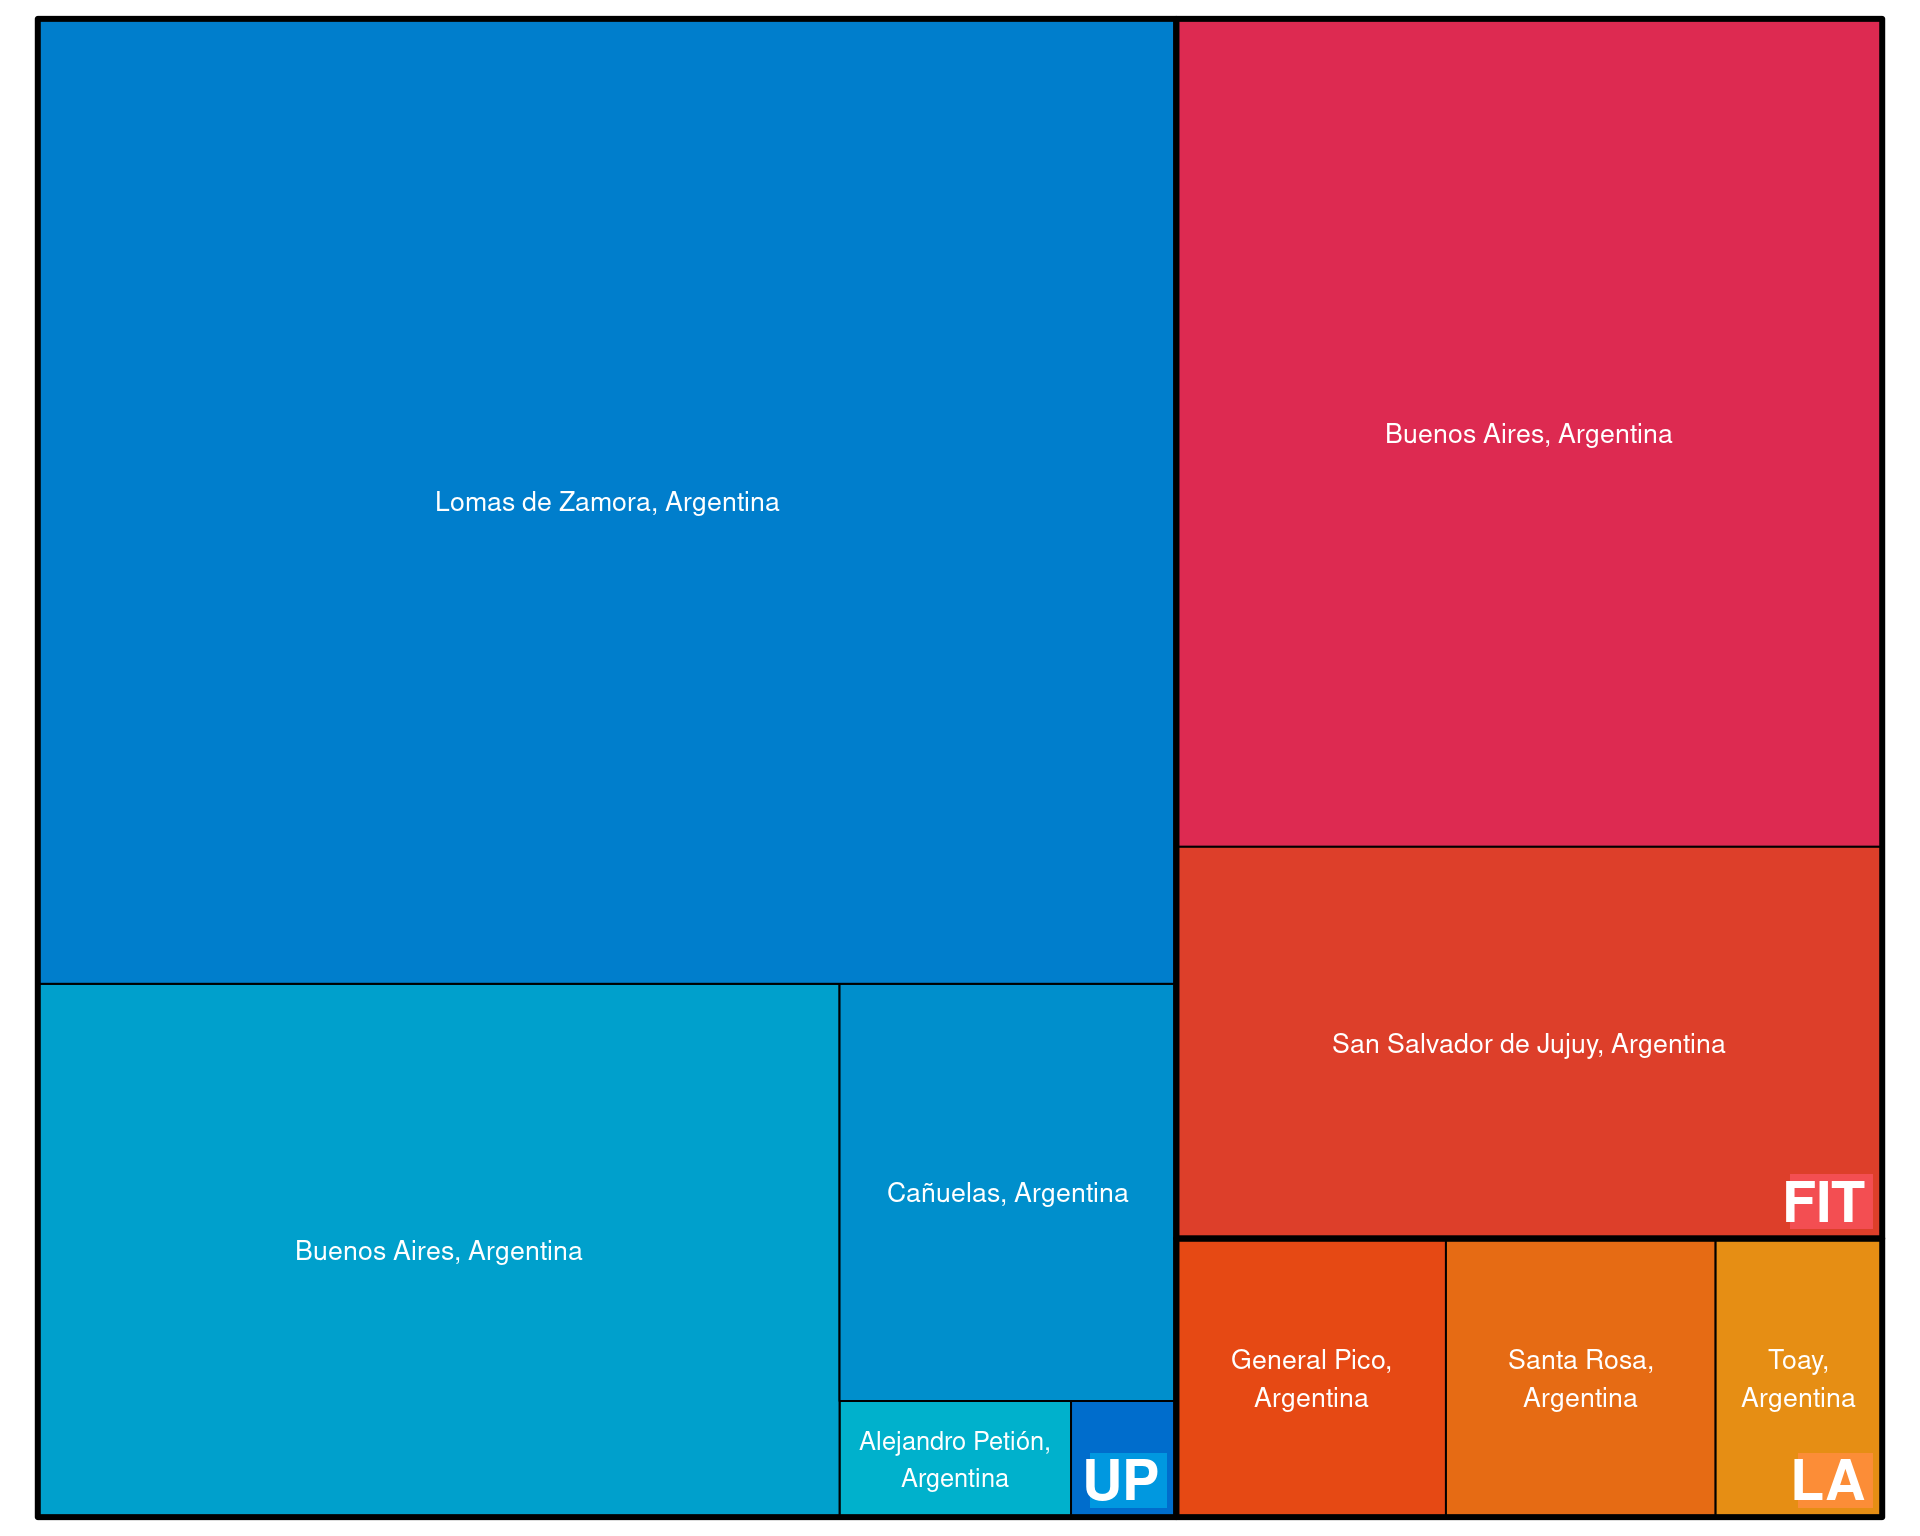 Lomas de Zamora, Argentina
Buenos Aires, Argentina
Cañuelas, Argentina
Alejandro Petión,
Argentina
UP
Buenos Aires, Argentina
San Salvador de Jujuy, Argentina
FIT
General Pico,
Argentina
Santa Rosa,
Argentina
Toay,
Argentina
LA